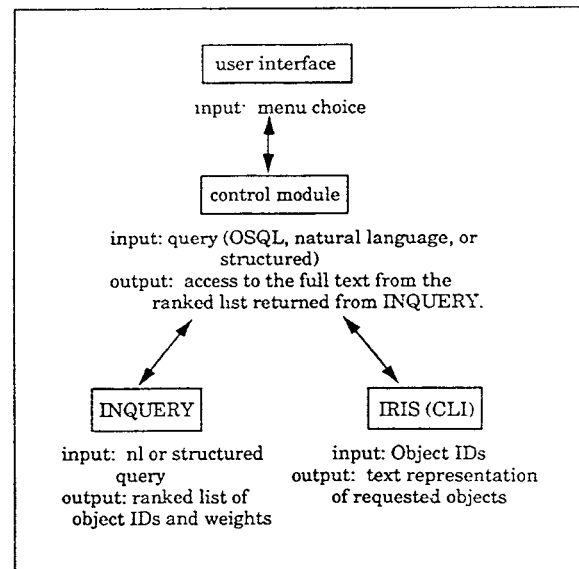 user interface
input: menu choice
control module
input: query (OSQL, natural language, or
structured)
output: access to the full text from the
ranked list returned from INQUERY.
INQUERY
input: nl or structured
query
output: ranked list of
object IDs and weights
IRIS (CLI)
input: Object IDs
output: text representation
of requested objects